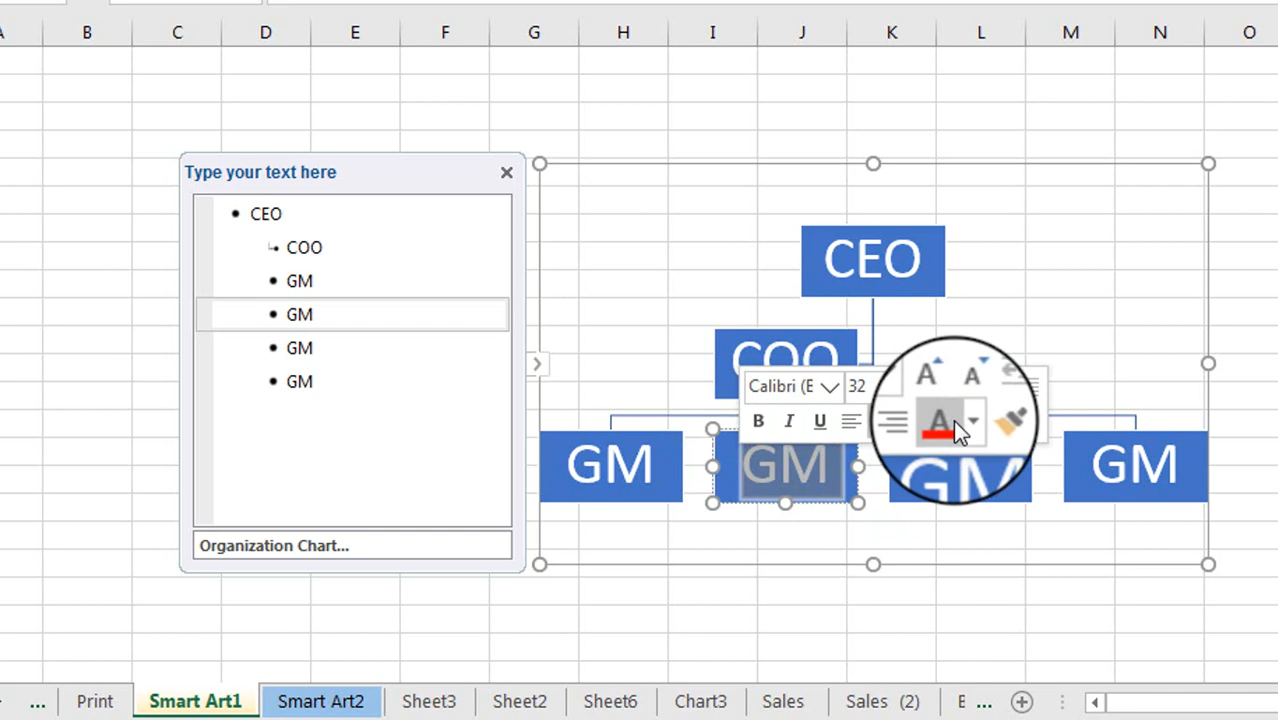 A B C D E F G H I J K L M N O
Type your text here
CEO
COO
GM
GM
GM
GM
Organization Chart...
CEO
COO
Calibri (E 32 A A
B I U A
GM GM GM GM
... Print Smart Art1 Smart Art2 Sheet3 Sheet2 Sheet6 Chart3 Sales Sales (2) E ...